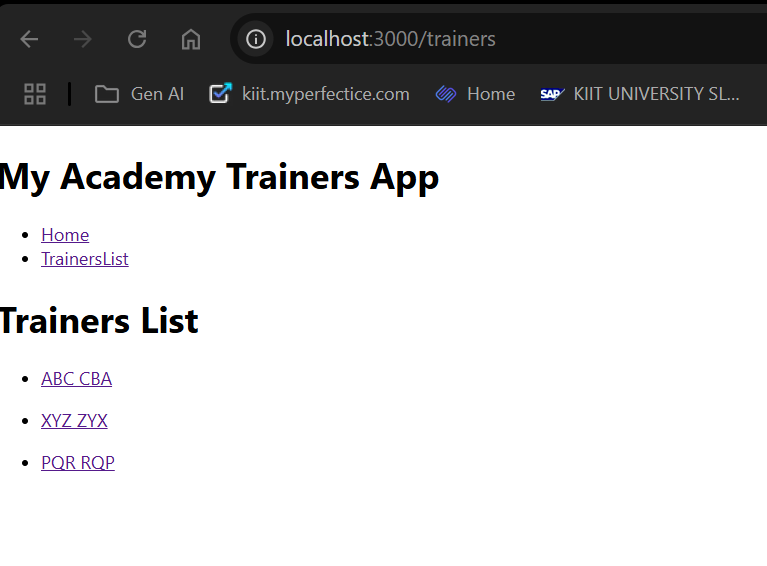 localhost:3000/trainers
Gen AI kiit.myperfectice.com Home SAP KIIT UNIVERSITY SL...
My Academy Trainers App
Home
TrainersList
Trainers List
ABC CBA
XYZ ZYX
PQR RQP